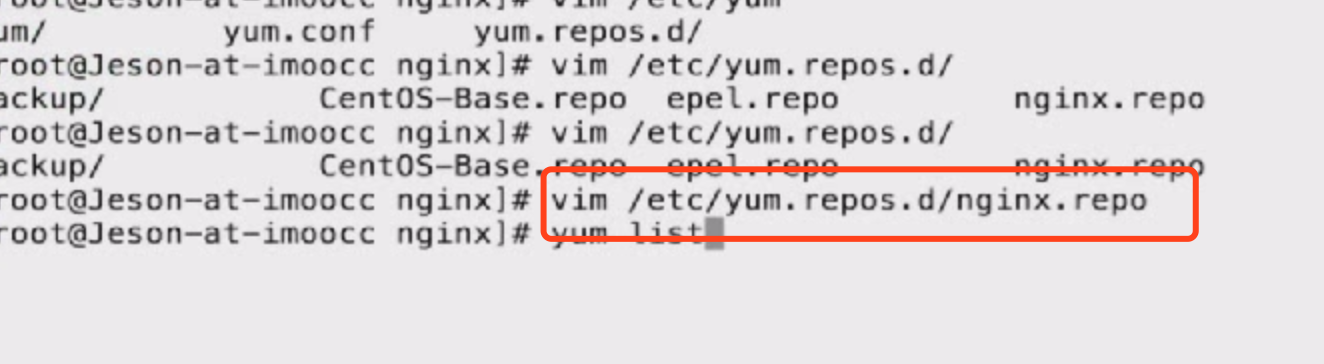 root@Jeson-at-imoocc nginx]# vim /etc/yum
um/ yum.conf yum.repos.d/
root@Jeson-at-imoocc nginx]# vim /etc/yum.repos.d/
ackup/ CentOS-Base.repo epel.repo nginx.repo
root@Jeson-at-imoocc nginx]# vim /etc/yum.repos.d/
ackup/ CentOS-Base.repo epel.repo nginx.repo
root@Jeson-at-imoocc nginx]# vim /etc/yum.repos.d/nginx.repo
root@Jeson-at-imoocc nginx]# yum list